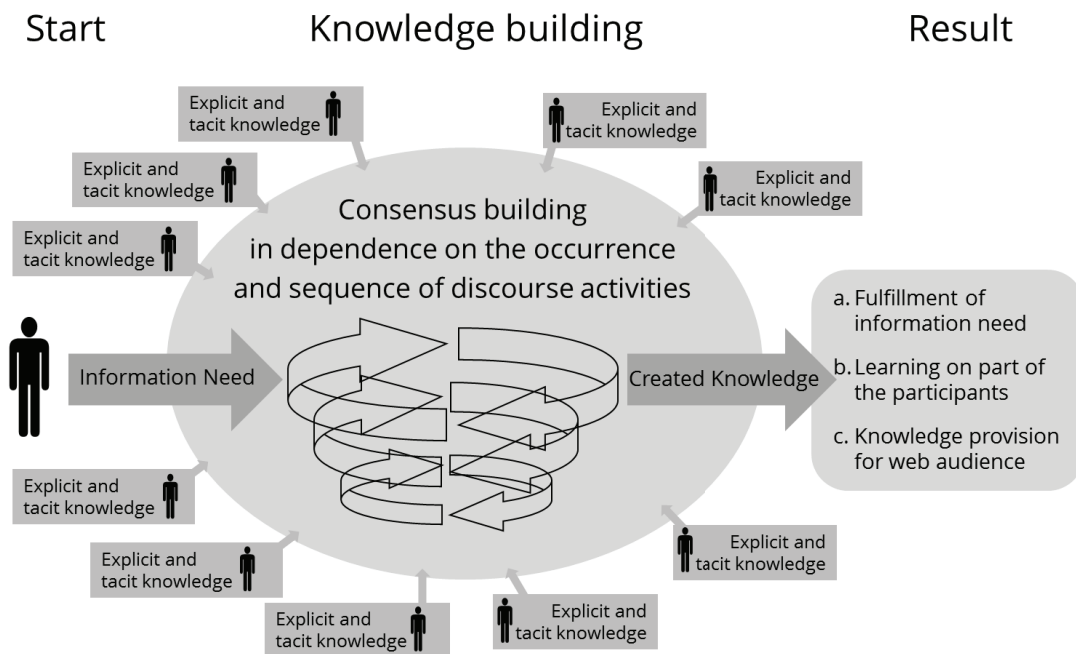 Start
Knowledge building
Result
Explicit and
tacit knowledge
Explicit and
tacit knowledge
Explicit and
tacit knowledge
Explicit and
tacit knowledge
Explicit and
tacit knowledge
Consensus building
in dependence on the occurrence
and sequence of discourse activities
Information Need
Created Knowledge
a. Fulfillment of
information need
b. Learning on part of
the participants
c. Knowledge provision
for web audience
Explicit and
tacit knowledge
Explicit and
tacit knowledge
Explicit and
tacit knowledge
Explicit and
tacit knowledge
Explicit and
tacit knowledge